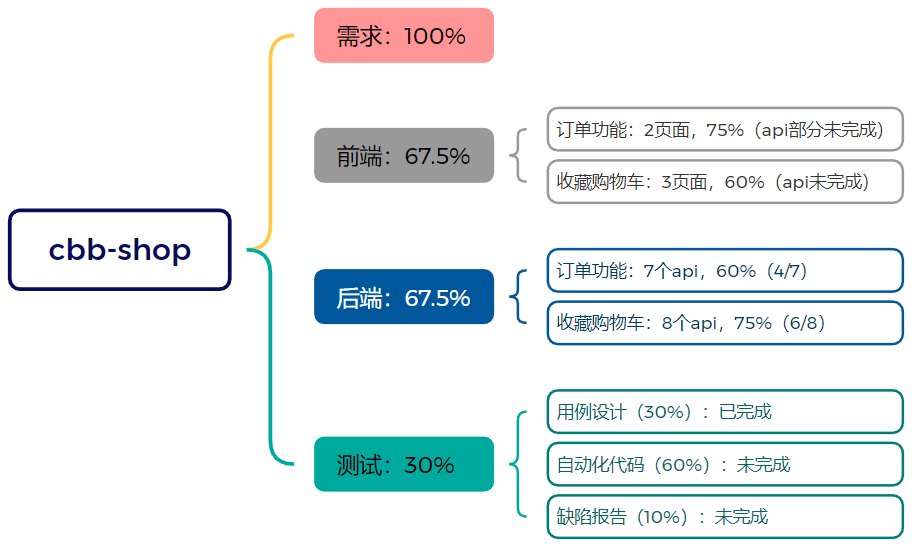 cbb-shop
需求：100%
前端：67.5%
订单功能：2页面，75%（api部分未完成）
收藏购物车：3页面，60%（api未完成）
后端：67.5%
订单功能：7个api，60%（4/7）
收藏购物车：8个api，75%（6/8）
测试：30%
用例设计（30%）：已完成
自动化代码（60%）：未完成
缺陷报告（10%）：未完成